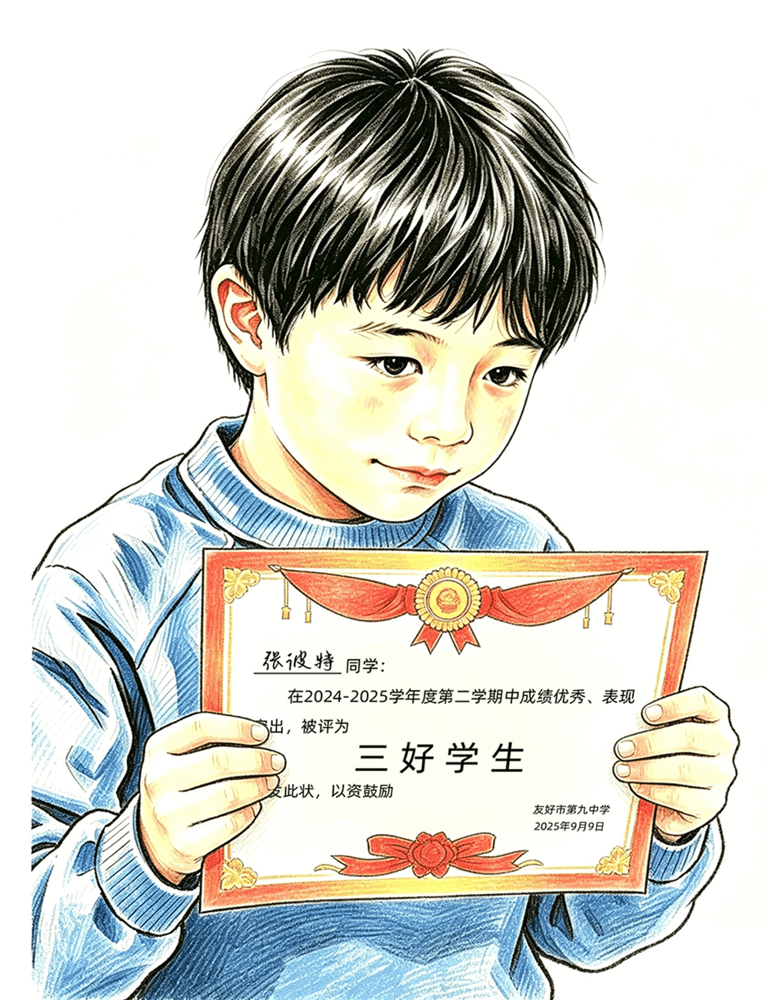 张彼特 同学：
在2024-2025学年度第二学期中成绩优秀、表现
出，被评为
三好学生
发此状，以资鼓励
友好市第九中学
2025年9月9日